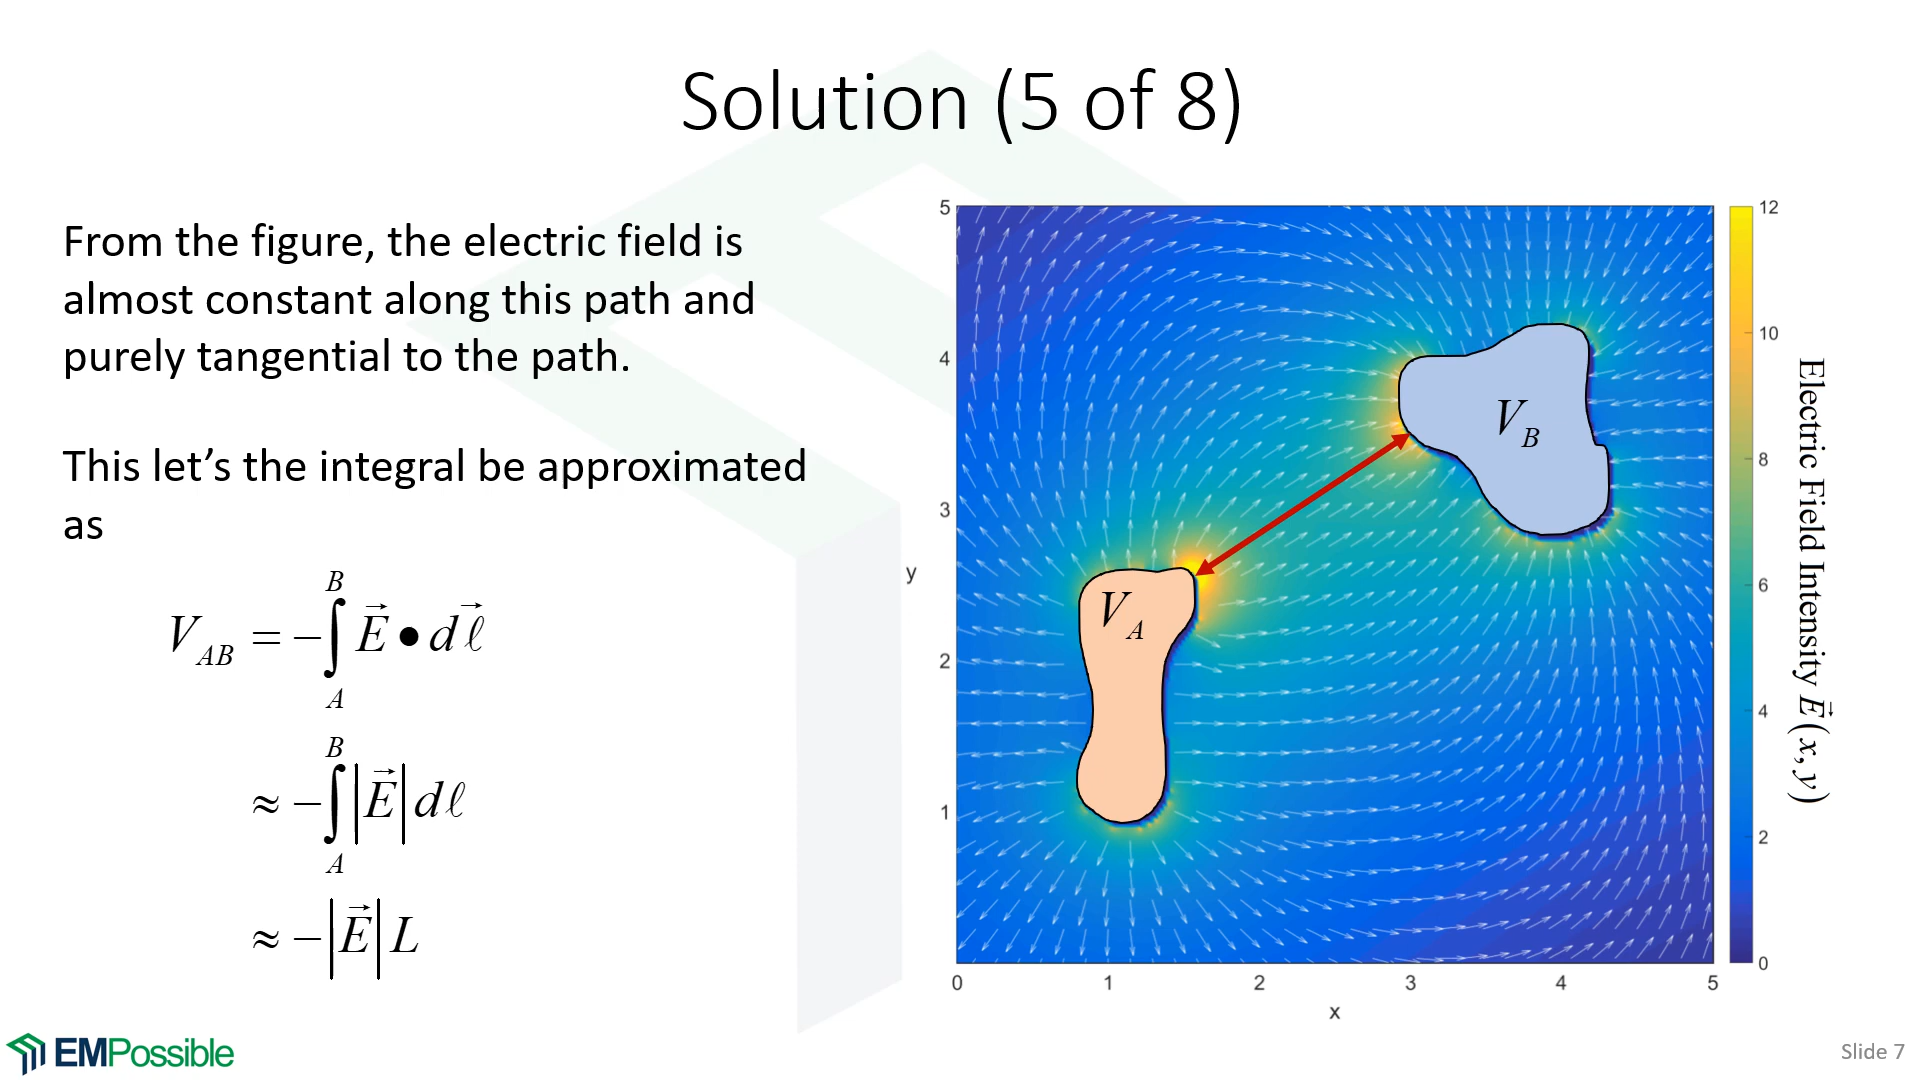 Solution (5 of 8)
From the figure, the electric field is
almost constant along this path and
purely tangential to the path.
This let’s the integral be approximated
as
V_AB = −∫_A^B E⃗ • dℓ⃗
≈ −∫_A^B |E⃗| dℓ
≈ −|E⃗| L
5
4
3
2
1
y
0 1 2 3 4 5
x
V_A
V_B
12
10
8
6
4
2
0
Electric Field Intensity E⃗(x, y)
EMPossible
Slide 7